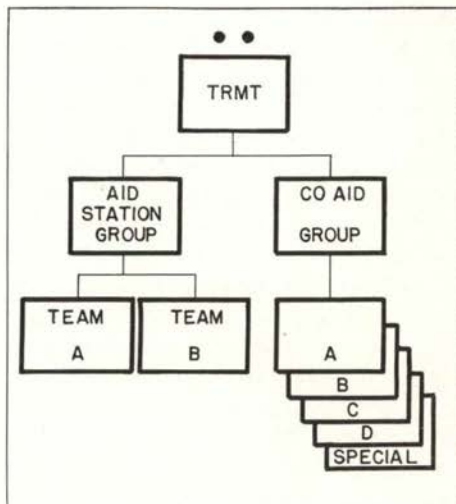 TRMT
AID
STATION
GROUP
CO AID
GROUP
TEAM
A
TEAM
B
A
B
C
D
SPECIAL